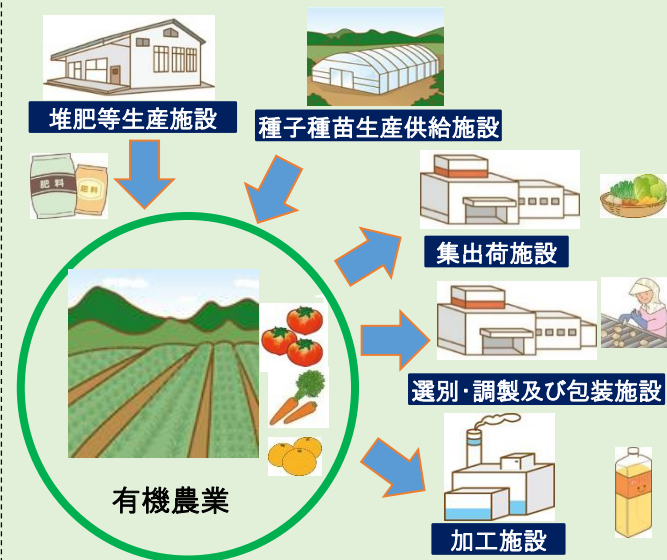 堆肥等生産施設
種子種苗生産供給施設
肥料
肥料
集出荷施設
選別・調製及び包装施設
有機農業
加工施設